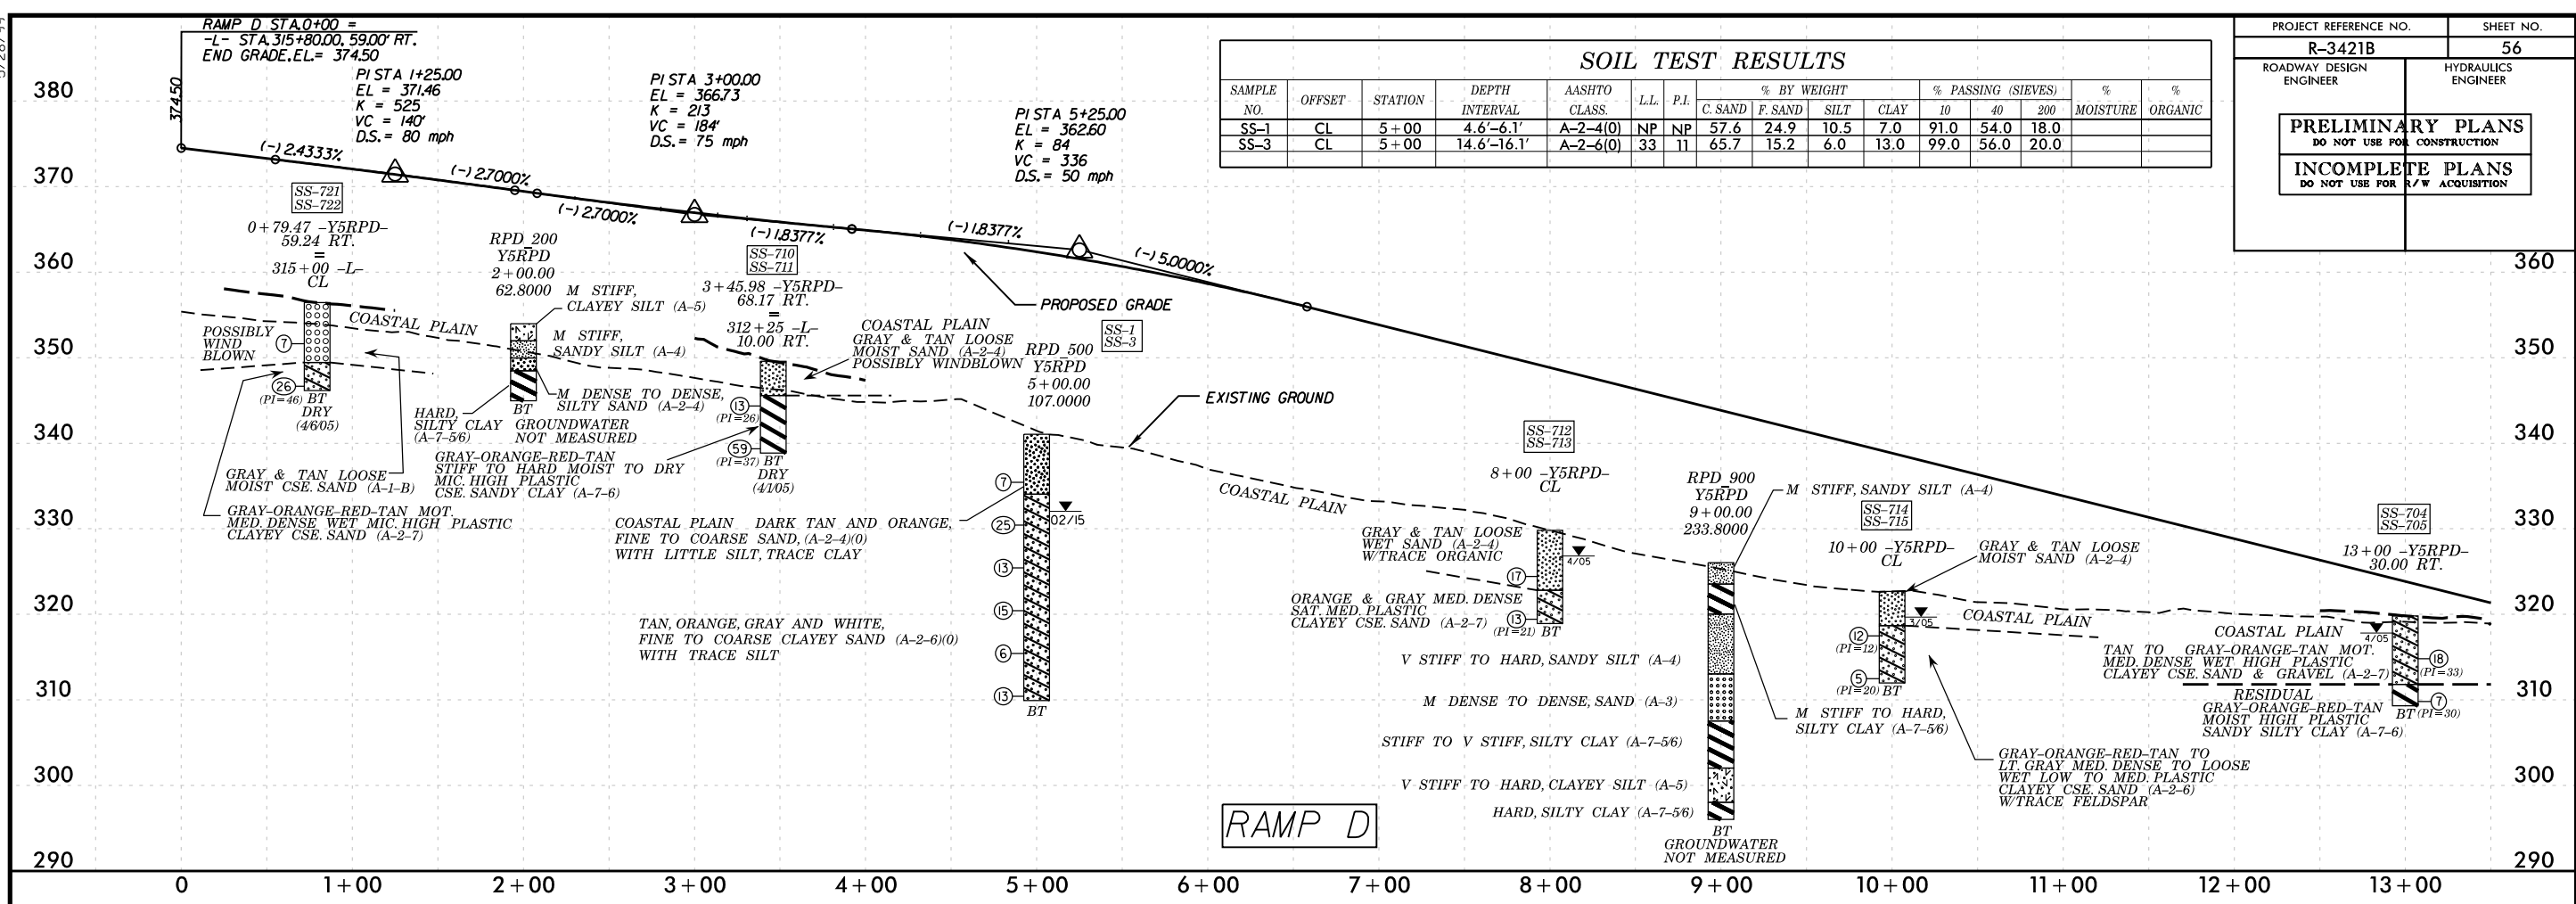 RAMP D STA.0+00 =
-L- STA.315+80.00, 59.00' RT.
END GRADE.EL.= 374.50
374.50
PI STA 1+25.00
EL = 371.46
K = 525
VC = 140'
D.S. = 80 mph
PI STA 3+00.00
EL = 366.73
K = 213
VC = 184'
D.S. = 75 mph
PI STA 5+25.00
EL = 362.60
K = 84
VC = 336
D.S. = 50 mph
SOIL TEST RESULTS
SAMPLE NO. OFFSET STATION DEPTH INTERVAL AASHTO CLASS. L.L. P.I. % BY WEIGHT % PASSING (SIEVES) % MOISTURE % ORGANIC
C. SAND F. SAND SILT CLAY 10 40 200
SS-1 CL 5+00 4.6'-6.1' A-2-4(0) NP NP 57.6 24.9 10.5 7.0 91.0 54.0 18.0
SS-3 CL 5+00 14.6'-16.1' A-2-6(0) 33 11 65.7 15.2 6.0 13.0 99.0 56.0 20.0
PROJECT REFERENCE NO. SHEET NO.
R-3421B 56
ROADWAY DESIGN
ENGINEER
HYDRAULICS
ENGINEER
PRELIMINARY PLANS
DO NOT USE FOR CONSTRUCTION
INCOMPLETE PLANS
DO NOT USE FOR R/W ACQUISITION
380
370
360
350
340
330
320
310
300
290
(-)2.4333%
(-)2.7000%
(-)2.7000%
(-)1.8377%
(-)1.8377%
(-)5.0000%
PROPOSED GRADE
EXISTING GROUND
SS-721
SS-722
0+79.47 -Y5RPD-
59.24 RT.
=
315+00 -L-
CL
COASTAL PLAIN
POSSIBLY
WIND
BLOWN
7
26
(PI=46) BT
DRY
(4/6/05)
GRAY & TAN LOOSE
MOIST CSE. SAND (A-1-B)
GRAY-ORANGE-RED-TAN MOT.
MED. DENSE WET MIC. HIGH PLASTIC
CLAYEY CSE. SAND (A-2-7)
RPD_200
Y5RPD
2+00.00
62.8000
M STIFF,
CLAYEY SILT (A-5)
M STIFF,
SANDY SILT (A-4)
M DENSE TO DENSE,
SILTY SAND (A-2-4)
HARD,
SILTY CLAY
(A-7-5/6)
BT
GROUNDWATER
NOT MEASURED
SS-710
SS-711
3+45.98 -Y5RPD-
68.17 RT.
=
312+25 -L-
10.00 RT.
COASTAL PLAIN
GRAY & TAN LOOSE
MOIST SAND (A-2-4)
POSSIBLY WINDBLOWN
13
(PI=26)
59
(PI=37) BT
DRY
(4/1/05)
GRAY-ORANGE-RED-TAN
STIFF TO HARD MOIST TO DRY
MIC. HIGH PLASTIC
CSE. SANDY CLAY (A-7-6)
SS-1
SS-3
RPD_500
Y5RPD
5+00.00
107.0000
7
02/15
25
13
15
6
13
BT
COASTAL PLAIN DARK TAN AND ORANGE,
FINE TO COARSE SAND, (A-2-4)(0)
WITH LITTLE SILT, TRACE CLAY
TAN, ORANGE, GRAY AND WHITE,
FINE TO COARSE CLAYEY SAND (A-2-6)(0)
WITH TRACE SILT
COASTAL PLAIN
SS-712
SS-713
8+00 -Y5RPD-
CL
GRAY & TAN LOOSE
WET SAND (A-2-4)
W/TRACE ORGANIC
4/05
17
ORANGE & GRAY MED. DENSE
SAT. MED. PLASTIC
CLAYEY CSE. SAND (A-2-7)
13
(PI=21) BT
RPD_900
Y5RPD
9+00.00
233.8000
M STIFF, SANDY SILT (A-4)
V STIFF TO HARD, SANDY SILT (A-4)
M DENSE TO DENSE, SAND (A-3)
M STIFF TO HARD,
SILTY CLAY (A-7-5/6)
STIFF TO V STIFF, SILTY CLAY (A-7-5/6)
V STIFF TO HARD, CLAYEY SILT (A-5)
HARD, SILTY CLAY (A-7-5/6)
BT
GROUNDWATER
NOT MEASURED
SS-714
SS-715
10+00 -Y5RPD-
CL
GRAY & TAN LOOSE
MOIST SAND (A-2-4)
3/05
COASTAL PLAIN
12
(PI=12)
5
(PI=20) BT
GRAY-ORANGE-RED-TAN TO
LT. GRAY MED. DENSE TO LOOSE
WET LOW TO MED. PLASTIC
CLAYEY CSE. SAND (A-2-6)
W/TRACE FELDSPAR
SS-704
SS-705
13+00 -Y5RPD-
30.00 RT.
COASTAL PLAIN
4/05
TAN TO GRAY-ORANGE-TAN MOT.
MED. DENSE WET HIGH PLASTIC
CLAYEY CSE. SAND & GRAVEL (A-2-7)
18
(PI=33)
RESIDUAL
GRAY-ORANGE-RED-TAN
MOIST HIGH PLASTIC
SANDY SILTY CLAY (A-7-6)
7
BT (PI=30)
360
350
340
330
320
310
300
290
RAMP D
0 1+00 2+00 3+00 4+00 5+00 6+00 7+00 8+00 9+00 10+00 11+00 12+00 13+00